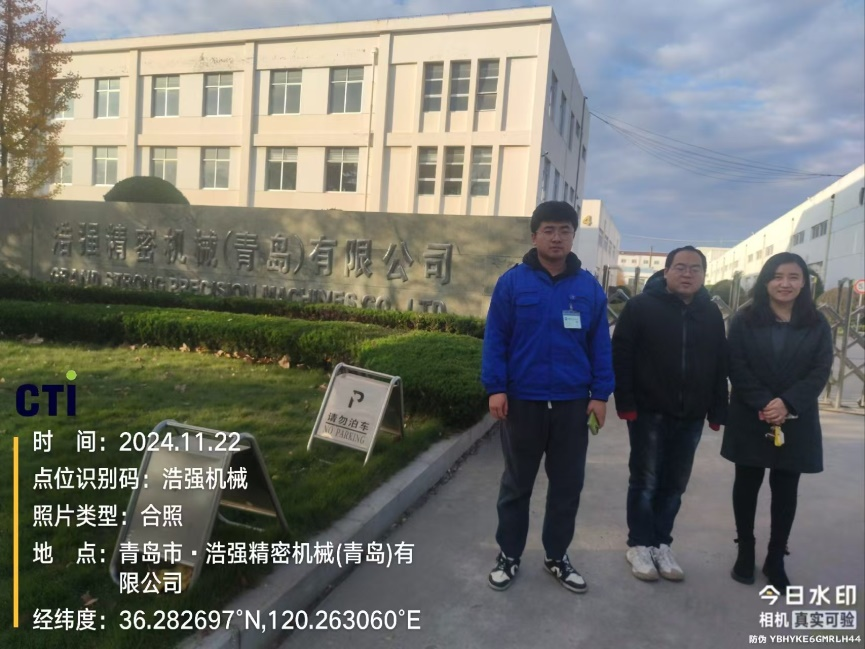 浩强精密机械(青岛)有限公司
GRAND STRONG PRECISION MACHINES CO.,LTD
P
请勿泊车
NO PARKING
4
CTI
时 间：2024.11.22
点位识别码：浩强机械
照片类型：合照
地 点：青岛市·浩强精密机械(青岛)有
限公司
经纬度：36.282697°N,120.263060°E
今日水印
相机 真实可验
防伪 YBHYKE6GMRLH44